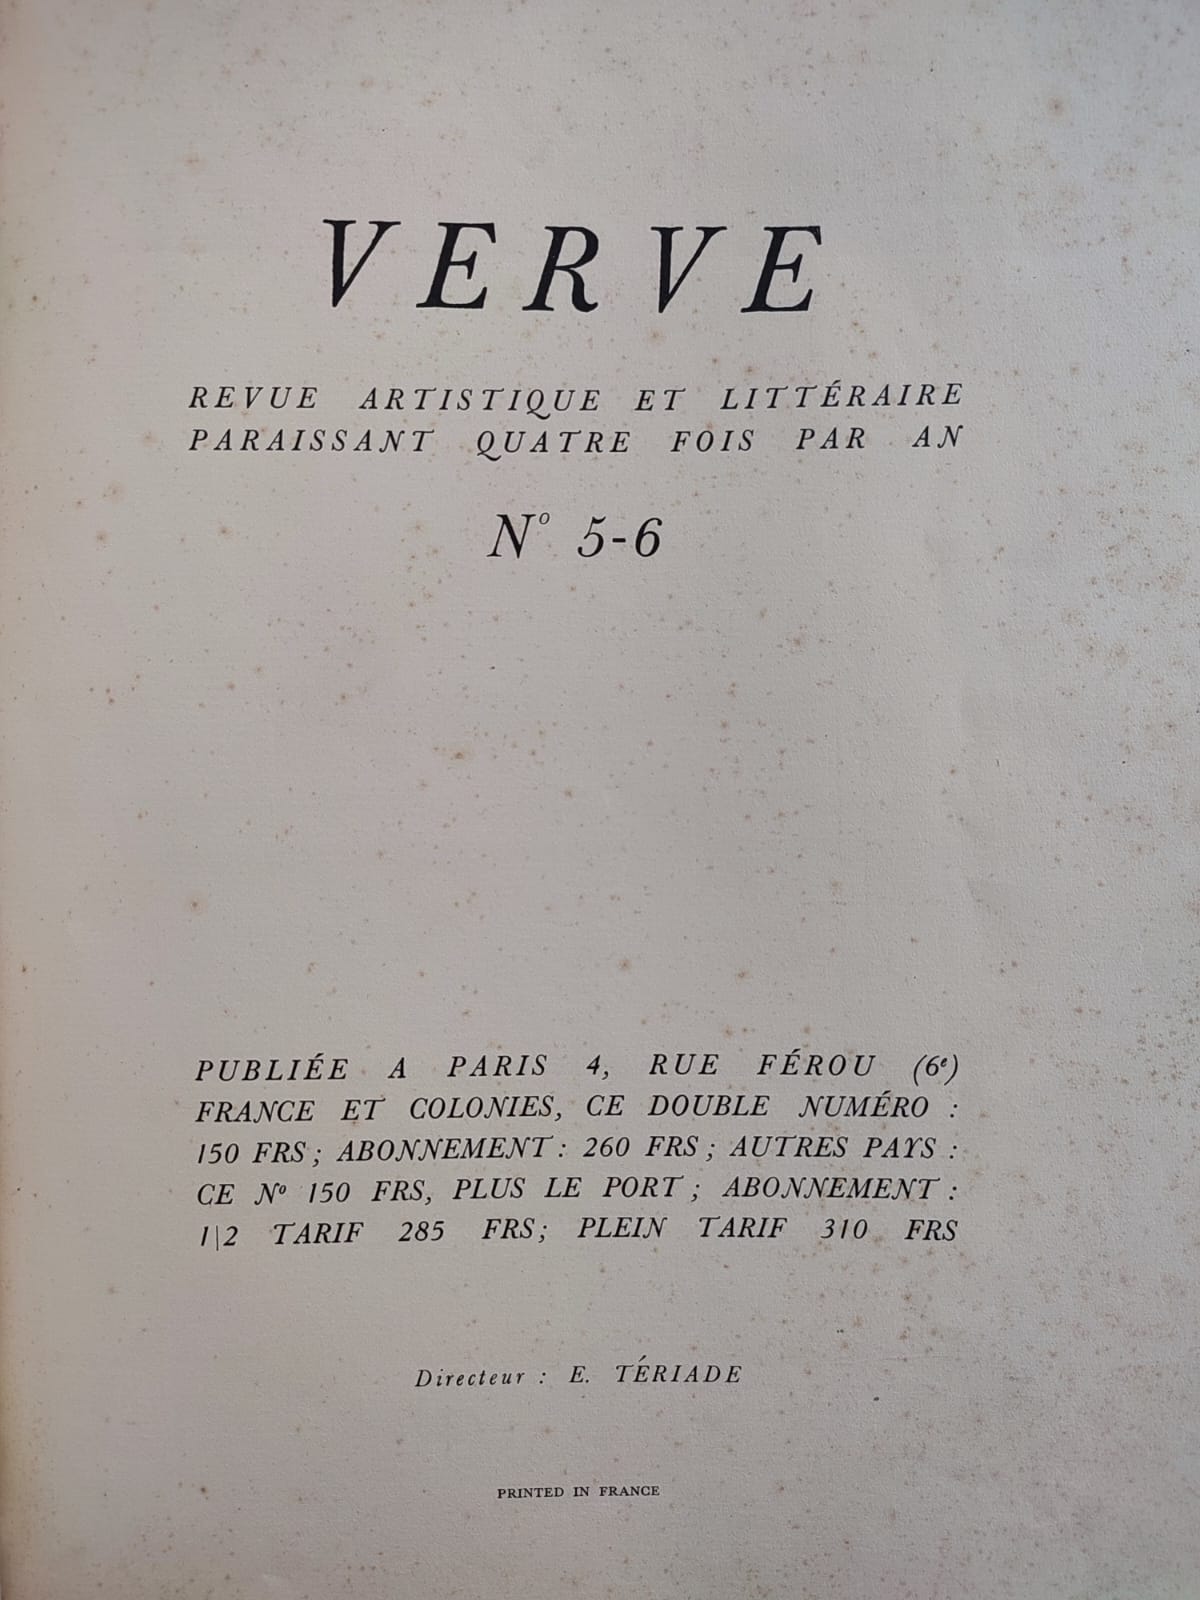 VERVE
REVUE ARTISTIQUE ET LITTÉRAIRE
PARAISSANT QUATRE FOIS PAR AN
Nº 5-6
PUBLIÉE A PARIS 4, RUE FÉROU (6ᵉ)
FRANCE ET COLONIES, CE DOUBLE NUMÉRO :
150 FRS ; ABONNEMENT : 260 FRS ; AUTRES PAYS :
CE Nº 150 FRS, PLUS LE PORT ; ABONNEMENT :
1|2 TARIF 285 FRS; PLEIN TARIF 310 FRS
Directeur : E. TÉRIADE
PRINTED IN FRANCE